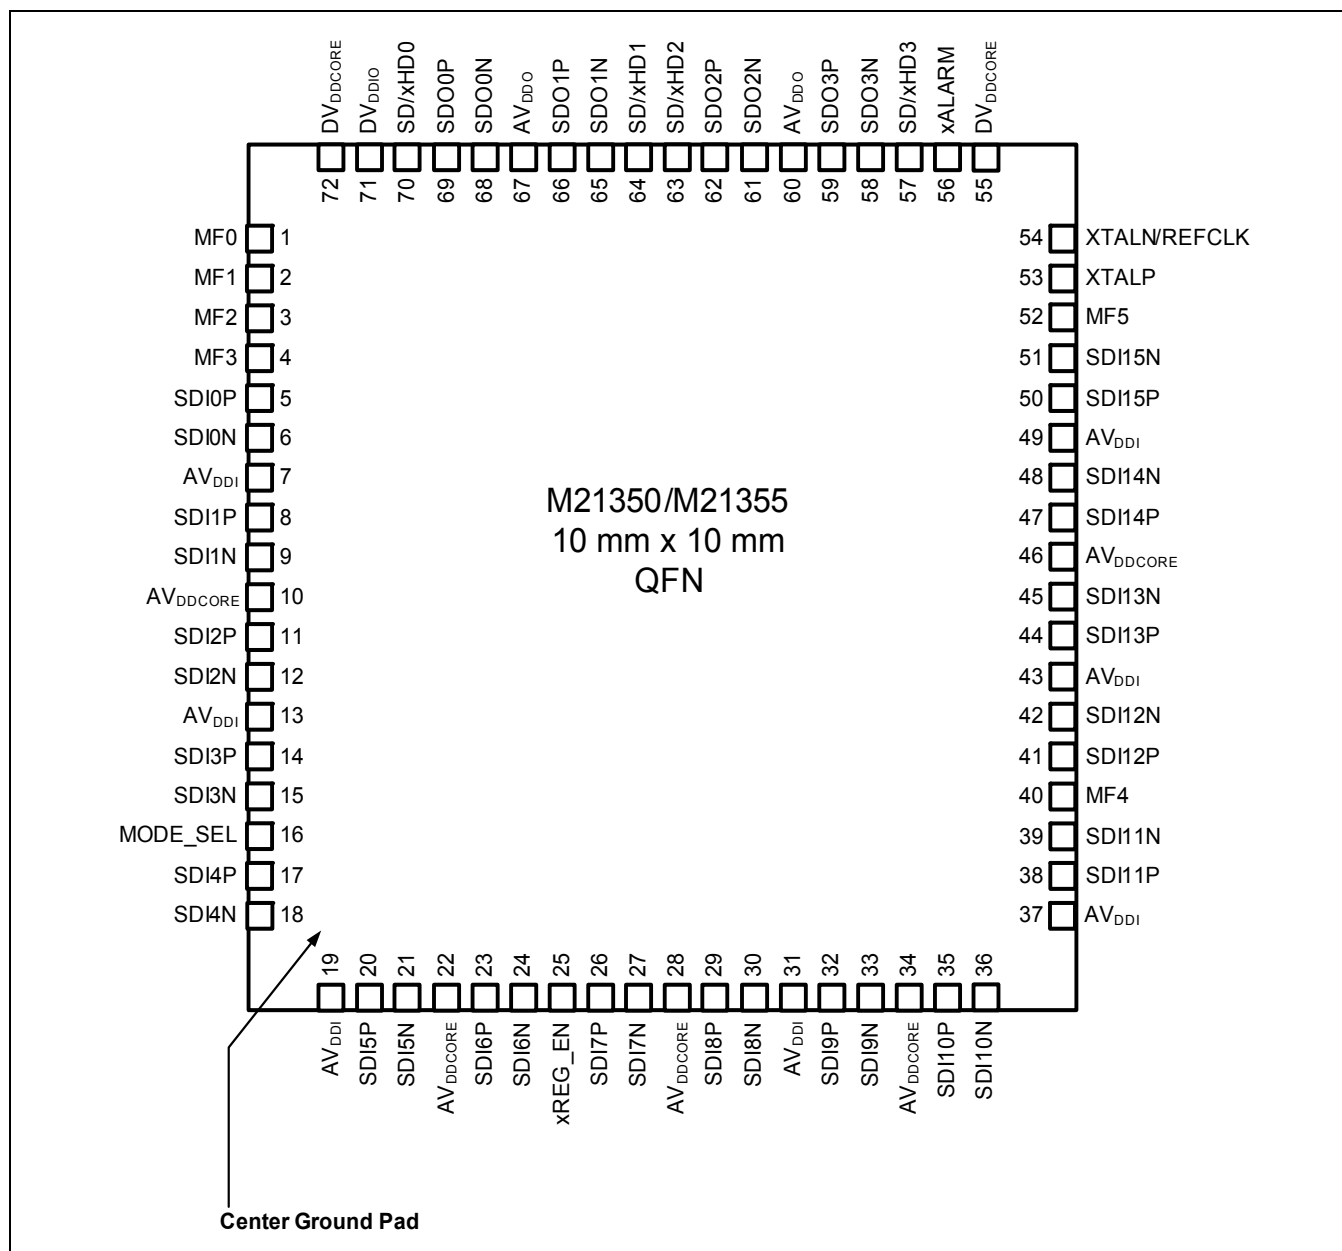 DVDDCORE
DVDDIO
SD/xHD0
SDO0P
SDO0N
AVDDO
SDO1P
SDO1N
SD/xHD1
SD/xHD2
SDO2P
SDO2N
AVDDO
SDO3P
SDO3N
SD/xHD3
xALARM
DVDDCORE
72
71
70
69
68
67
66
65
64
63
62
61
60
59
58
57
56
55
MF0 1
MF1 2
MF2 3
MF3 4
SDI0P 5
SDI0N 6
AVDDI 7
SDI1P 8
SDI1N 9
AVDDCORE 10
SDI2P 11
SDI2N 12
AVDDI 13
SDI3P 14
SDI3N 15
MODE_SEL 16
SDI4P 17
SDI4N 18
M21350/M21355
10 mm x 10 mm
QFN
54 XTALN/REFCLK
53 XTALP
52 MF5
51 SDI15N
50 SDI15P
49 AVDDI
48 SDI14N
47 SDI14P
46 AVDDCORE
45 SDI13N
44 SDI13P
43 AVDDI
42 SDI12N
41 SDI12P
40 MF4
39 SDI11N
38 SDI11P
37 AVDDI
19
20
21
22
23
24
25
26
27
28
29
30
31
32
33
34
35
36
AVDDI
SDI5P
SDI5N
AVDDCORE
SDI6P
SDI6N
xREG_EN
SDI7P
SDI7N
AVDDCORE
SDI8P
SDI8N
AVDDI
SDI9P
SDI9N
AVDDCORE
SDI10P
SDI10N
Center Ground Pad